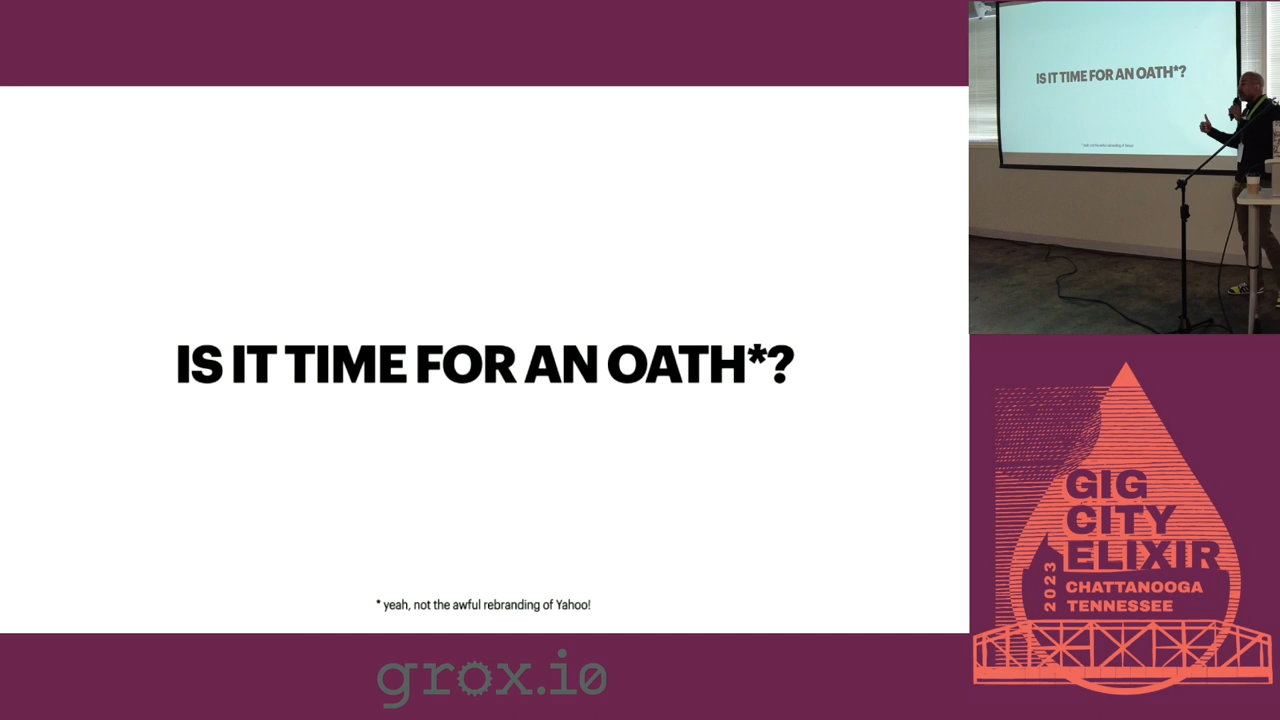 IS IT TIME FOR AN OATH*?
* yeah, not the awful rebranding of Yahoo!
grox.io
IS IT TIME FOR AN OATH*?
GIG
CITY
ELIXIR
2023
CHATTANOOGA
TENNESSEE